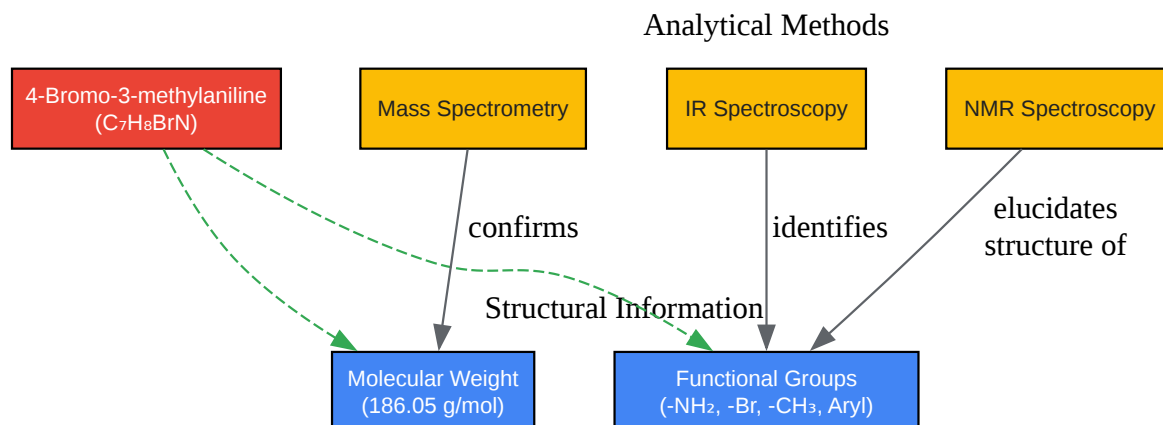 Analytical Methods
4-Bromo-3-methylaniline
(C₇H₈BrN)
Mass Spectrometry
IR Spectroscopy
NMR Spectroscopy
confirms
identifies
elucidates
structure of
Structural Information
Molecular Weight
(186.05 g/mol)
Functional Groups
(-NH₂, -Br, -CH₃, Aryl)